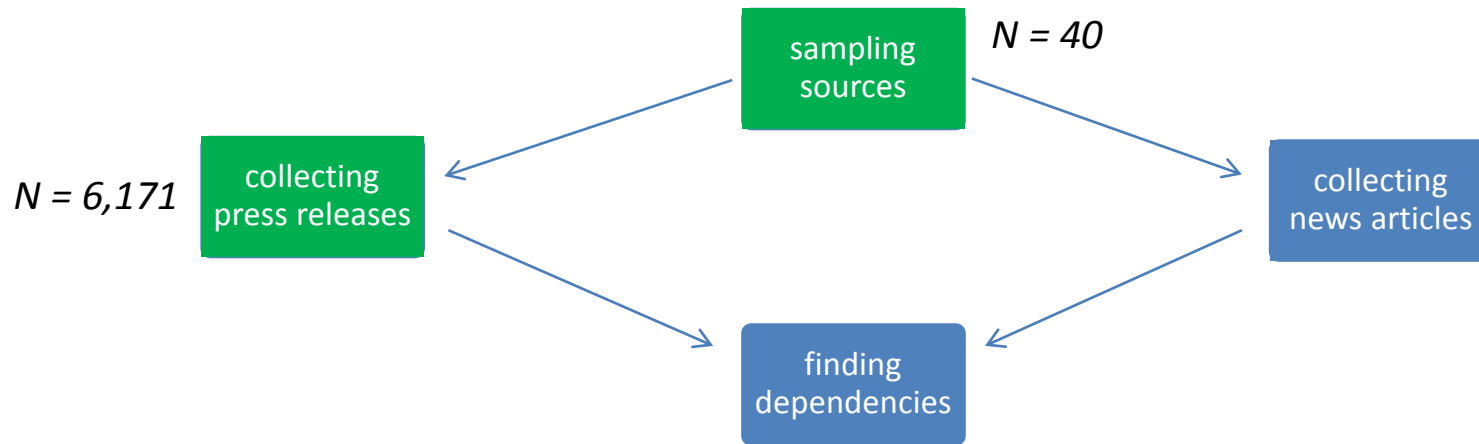 sampling
sources
N = 40
collecting
press releases
N = 6,171
collecting
news articles
finding
dependencies